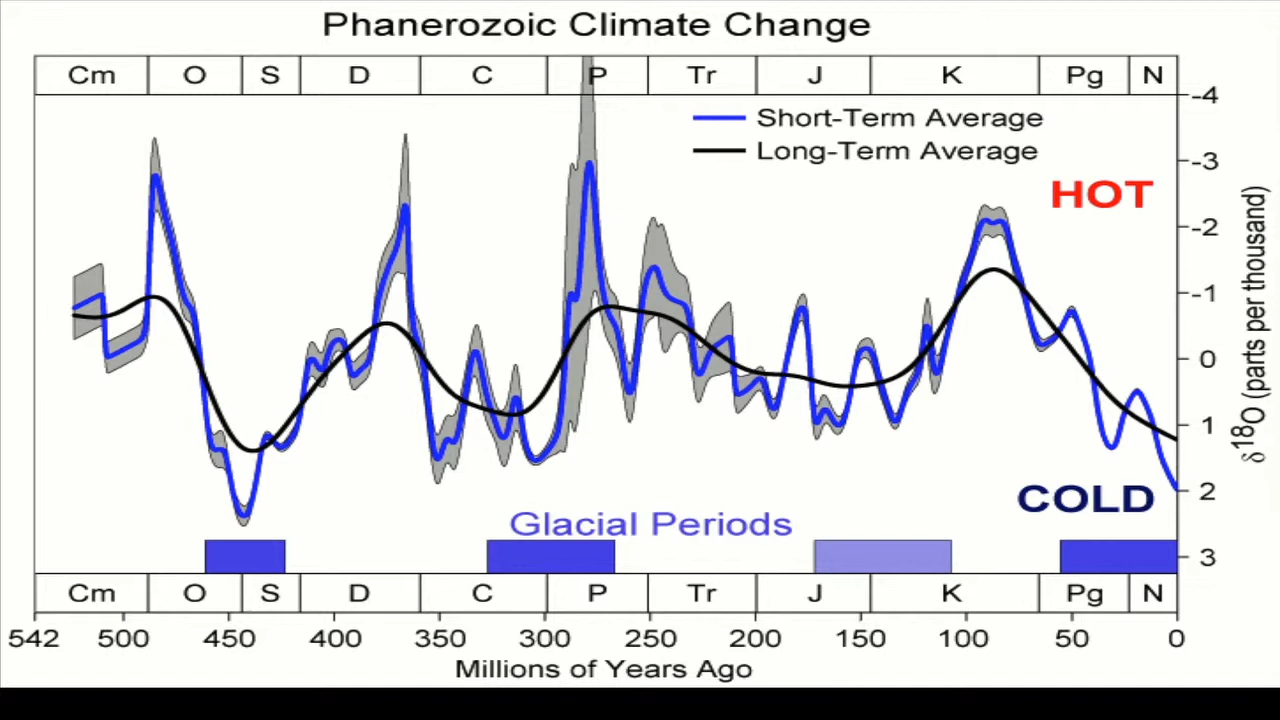 Phanerozoic Climate Change
Cm O S D C P Tr J K Pg N
Short-Term Average
Long-Term Average
HOT
COLD
Glacial Periods
-4
-3
-2
-1
0
1
2
3
δ18O (parts per thousand)
Cm O S D C P Tr J K Pg N
542 500 450 400 350 300 250 200 150 100 50 0
Millions of Years Ago